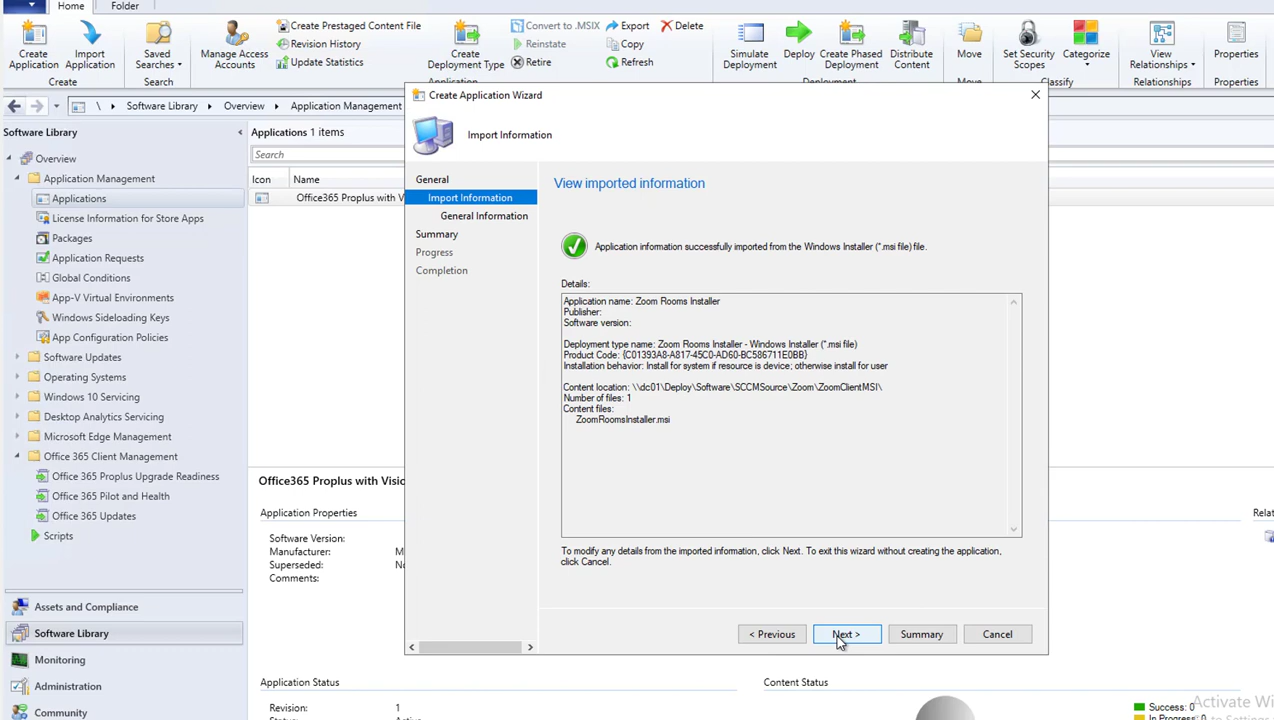 Home
Folder
Create Application
Import Application
Create
Saved Searches
Search
Manage Access Accounts
Create Prestaged Content File
Revision History
Update Statistics
Create Deployment Type
Convert to .MSIX
Reinstate
Retire
Export
Copy
Refresh
Delete
Simulate Deployment
Deploy
Create Phased Deployment
Distribute Content
Move
Set Security Scopes
Categorize
Classify
View Relationships
Relationships
Properties
Properties
\ Software Library Overview Application Management
Software Library
Overview
Application Management
Applications
License Information for Store Apps
Packages
Application Requests
Global Conditions
App-V Virtual Environments
Windows Sideloading Keys
App Configuration Policies
Software Updates
Operating Systems
Windows 10 Servicing
Desktop Analytics Servicing
Microsoft Edge Management
Office 365 Client Management
Office 365 Proplus Upgrade Readiness
Office 365 Pilot and Health
Office 365 Updates
Scripts
Assets and Compliance
Software Library
Monitoring
Administration
Community
Applications 1 items
Search
Icon Name
Office365 Proplus with Vi
Office365 Proplus with Visi
Application Properties
Software Version:
Manufacturer: M
Superseded: N
Comments:
Application Status
Revision: 1
Content Status
Success: 0
In Progress: 0
Relat
Activate Wi
Create Application Wizard
Import Information
General
Import Information
General Information
Summary
Progress
Completion
View imported information
Application information successfully imported from the Windows Installer (*.msi file) file.
Details:
Application name: Zoom Rooms Installer
Publisher:
Software version:
Deployment type name: Zoom Rooms Installer - Windows Installer (*.msi file)
Product Code: {C01393A8-A817-45C0-AD60-BC586711E0BB}
Installation behavior: Install for system if resource is device; otherwise install for user
Content location: \\dc01\Deploy\Software\SCCMSource\Zoom\ZoomClientMSI\
Number of files: 1
Content files:
ZoomRoomsInstaller.msi
To modify any details from the imported information, click Next. To exit this wizard without creating the application,
click Cancel.
< Previous
Next >
Summary
Cancel